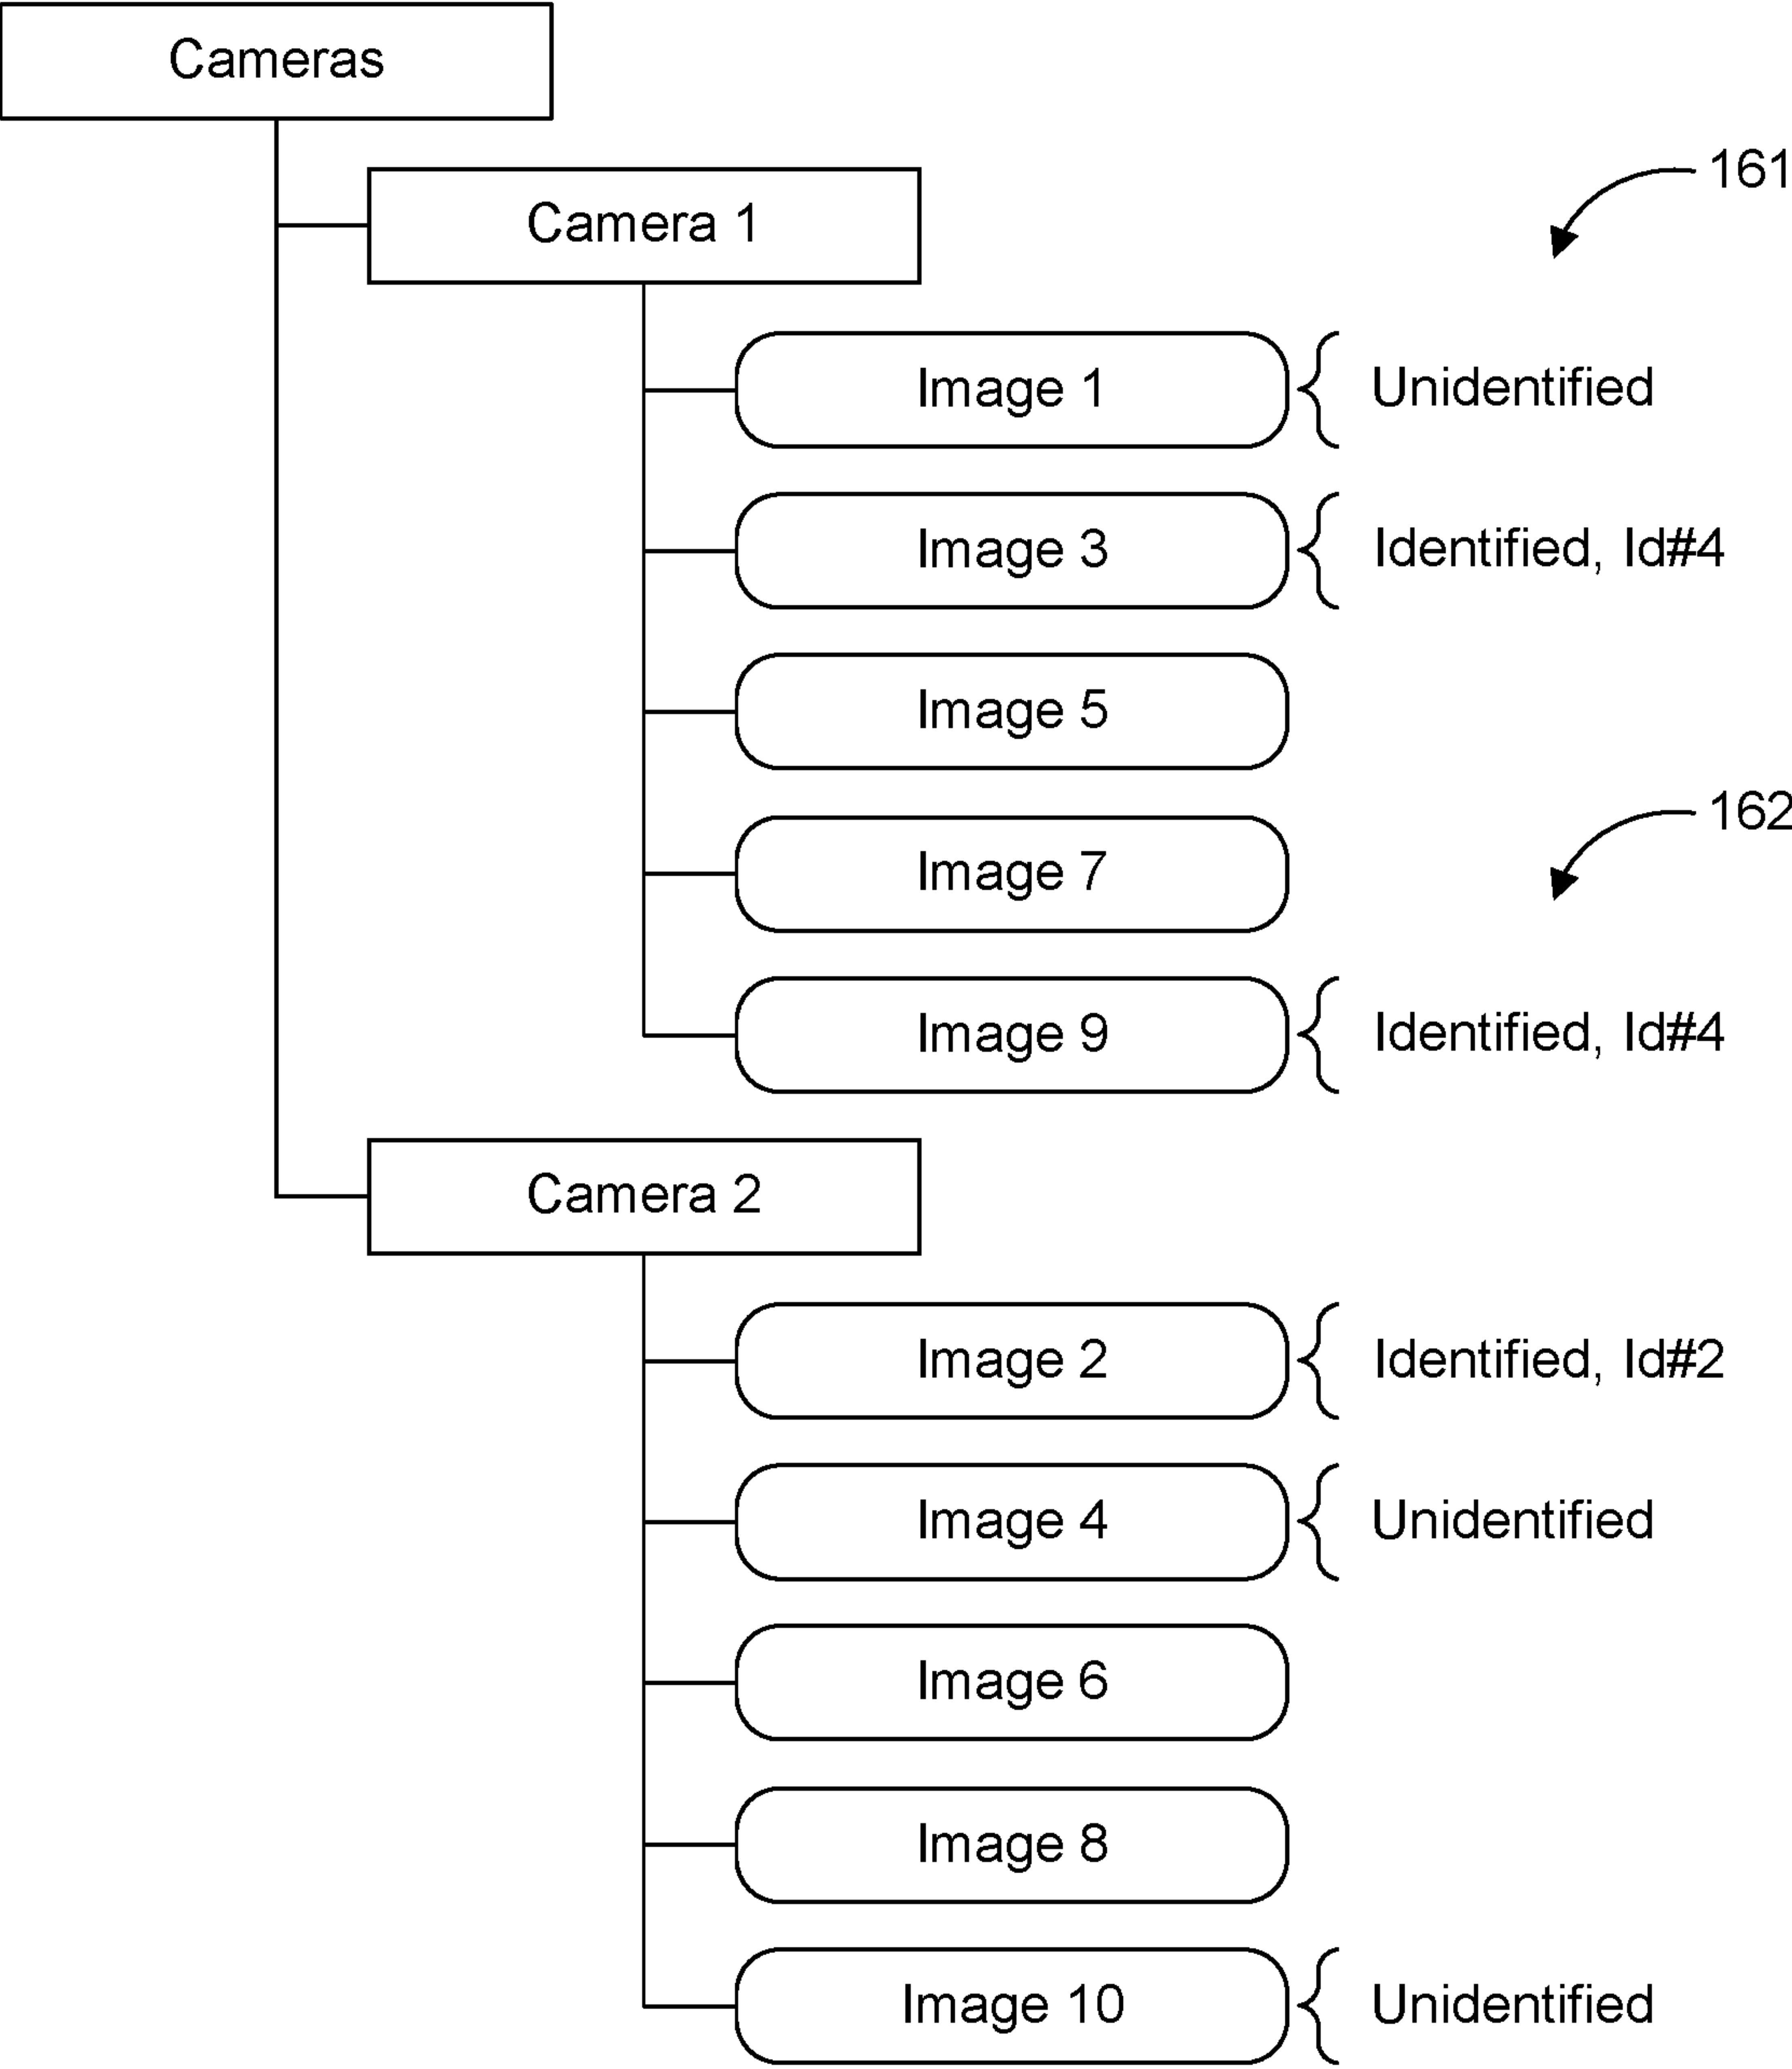 Cameras
Camera 1
161
Image 1 Unidentified
Image 3 Identified, Id#4
Image 5
162
Image 7
Image 9 Identified, Id#4
Camera 2
Image 2 Identified, Id#2
Image 4 Unidentified
Image 6
Image 8
Image 10 Unidentified